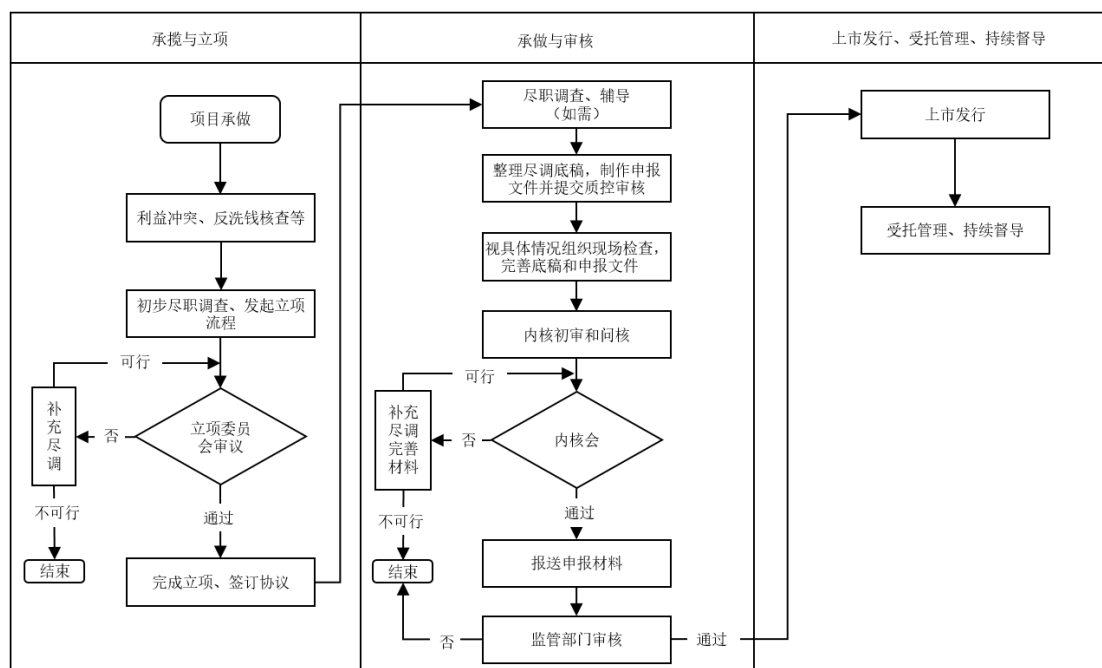 承揽与立项
承做与审核
上市发行、受托管理、持续督导
项目承做
利益冲突、反洗钱核查等
初步尽职调查、发起立项
流程
可行
补
充
尽
调
否
立项委员
会审议
不可行
通过
结束
完成立项、签订协议
尽职调查、辅导
（如需）
整理尽调底稿，制作申报
文件并提交质控审核
视具体情况组织现场检查，
完善底稿和申报文件
内核初审和问核
可行
补充
尽调
完善
材料
否
内核会
不可行
通过
结束
报送申报材料
否
监管部门审核
通过
上市发行
受托管理、持续督导